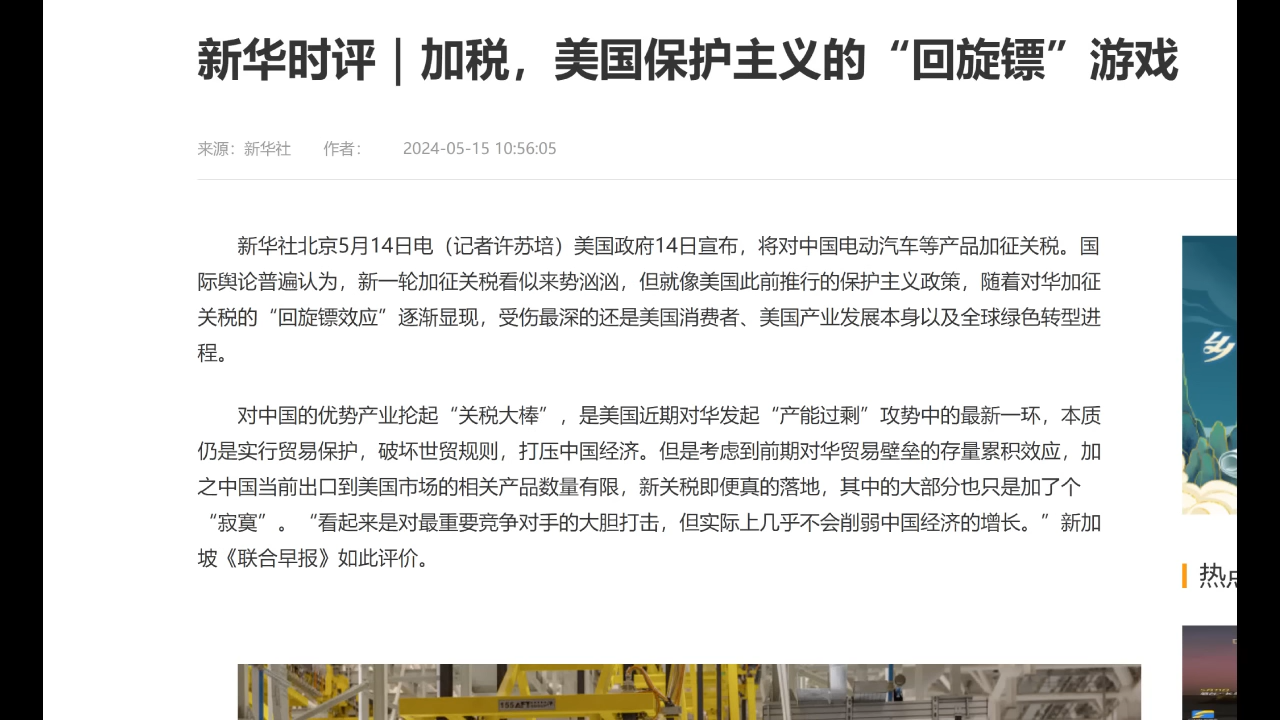 新华时评｜加税，美国保护主义的“回旋镖”游戏
来源：新华社 作者： 2024-05-15 10:56:05
新华社北京5月14日电（记者许苏培）美国政府14日宣布，将对中国电动汽车等产品加征关税。国
际舆论普遍认为，新一轮加征关税看似来势汹汹，但就像美国此前推行的保护主义政策，随着对华加征
关税的“回旋镖效应”逐渐显现，受伤最深的还是美国消费者、美国产业发展本身以及全球绿色转型进
程。
对中国的优势产业抡起“关税大棒”，是美国近期对华发起“产能过剩”攻势中的最新一环，本质
仍是实行贸易保护，破坏世贸规则，打压中国经济。但是考虑到前期对华贸易壁垒的存量累积效应，加
之中国当前出口到美国市场的相关产品数量有限，新关税即便真的落地，其中的大部分也只是加了个
“寂寞”。“看起来是对最重要竞争对手的大胆打击，但实际上几乎不会削弱中国经济的增长。”新加
坡《联合早报》如此评价。
乡
热点